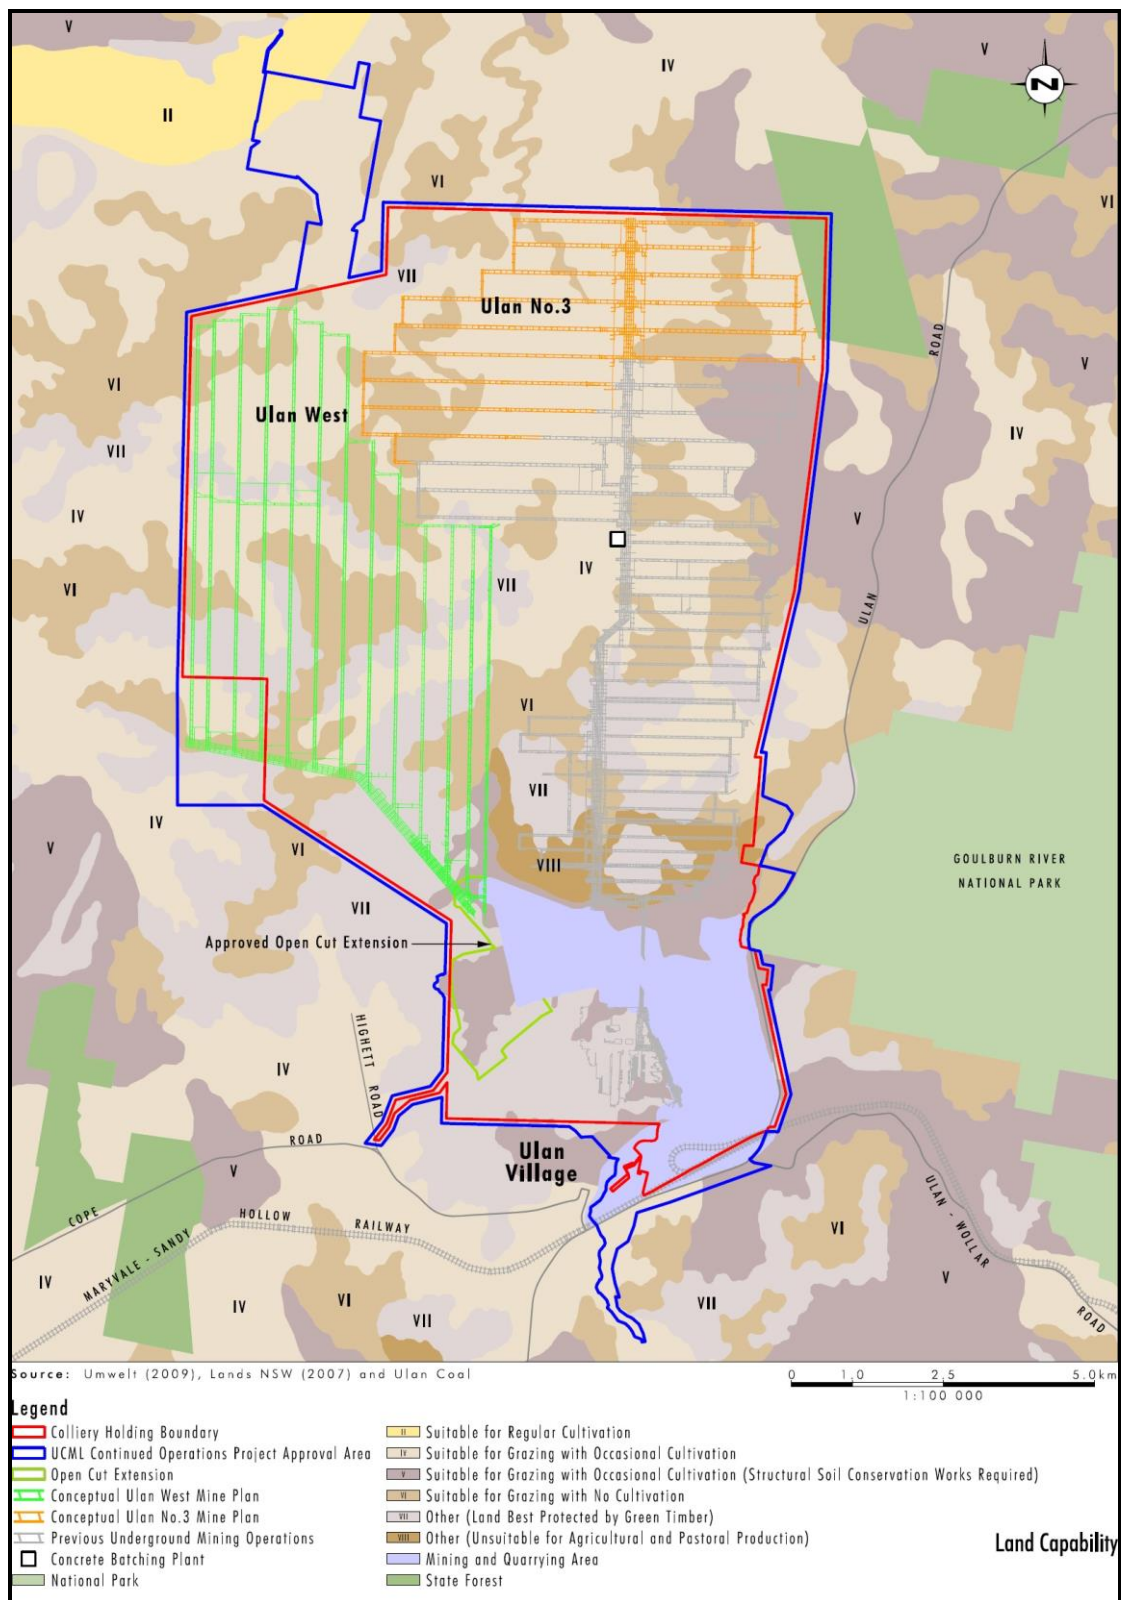 V
V
IV
N
II
VI
VI
VII
Ulan No.3
ROAD
V
VI
Ulan West
IV
VII
IV
V
IV
VII
VI
ULAN
VI
VII
IV
GOULBURN RIVER
NATIONAL PARK
V
VI
VIII
VII
Approved Open Cut Extension
HIGHETT ROAD
IV
ROAD
Ulan
Village
V
ULAN - WOLLAR
COPE
HOLLOW
RAILWAY
VI
MARYVALE - SANDY
V
IV
IV
VI
VII
VII
ROAD
Source: Umwelt (2009), Lands NSW (2007) and Ulan Coal
0 1.0 2.5 5.0km
1:100 000
Legend
Colliery Holding Boundary
UCML Continued Operations Project Approval Area
Open Cut Extension
Conceptual Ulan West Mine Plan
Conceptual Ulan No.3 Mine Plan
Previous Underground Mining Operations
Concrete Batching Plant
National Park
II Suitable for Regular Cultivation
IV Suitable for Grazing with Occasional Cultivation
V Suitable for Grazing with Occasional Cultivation (Structural Soil Conservation Works Required)
VI Suitable for Grazing with No Cultivation
VII Other (Land Best Protected by Green Timber)
VIII Other (Unsuitable for Agricultural and Pastoral Production)
Mining and Quarrying Area
State Forest
Land Capability